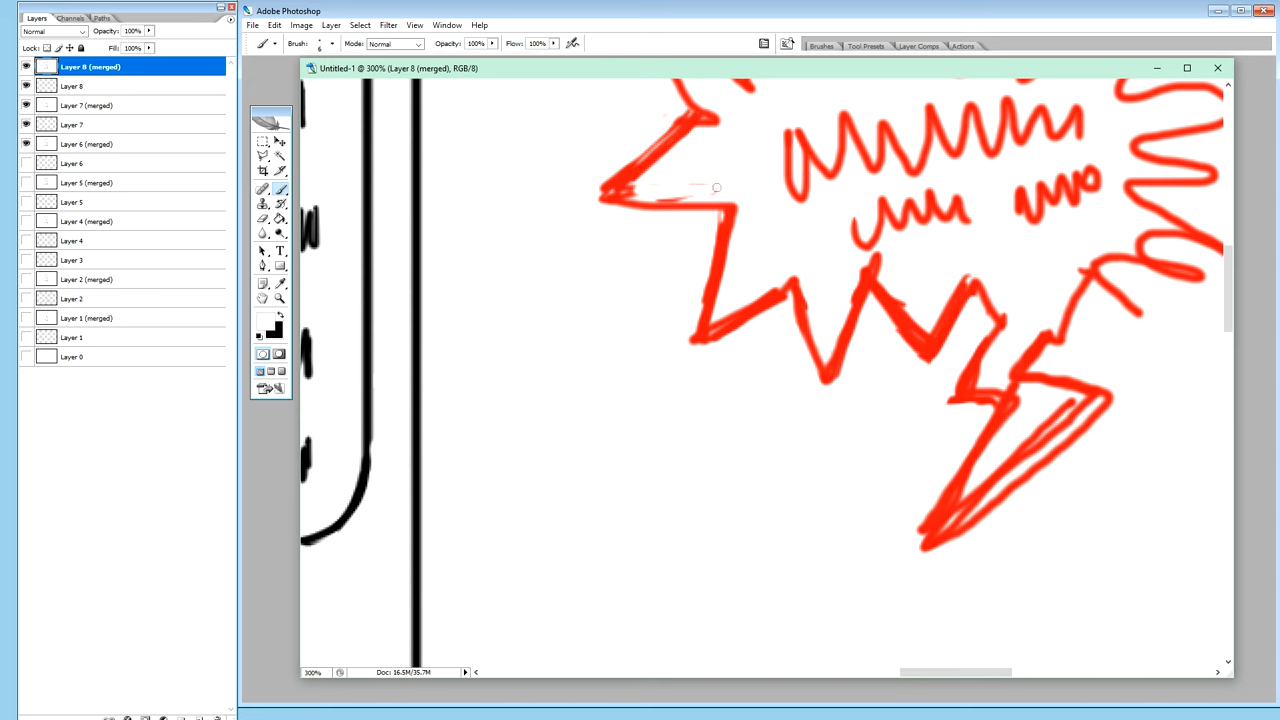 Adobe Photoshop
Layers Channels Paths
File Edit Image Layer Select Filter View Window Help
Normal Opacity: 100%
Brush: 6 Mode: Normal Opacity: 100% Flow: 100%
Brushes Tool Presets Layer Comps Actions
Lock: Fill: 100%
Untitled-1 @ 300% (Layer 8 (merged), RGB/8)
Layer 8 (merged)
Layer 8
Layer 7 (merged)
Layer 7
Layer 6 (merged)
Layer 6
Layer 5 (merged)
Layer 5
Layer 4 (merged)
Layer 4
Layer 3
Layer 2 (merged)
Layer 2
Layer 1 (merged)
Layer 1
Layer 0
T
300% Doc: 16.5M/35.7M